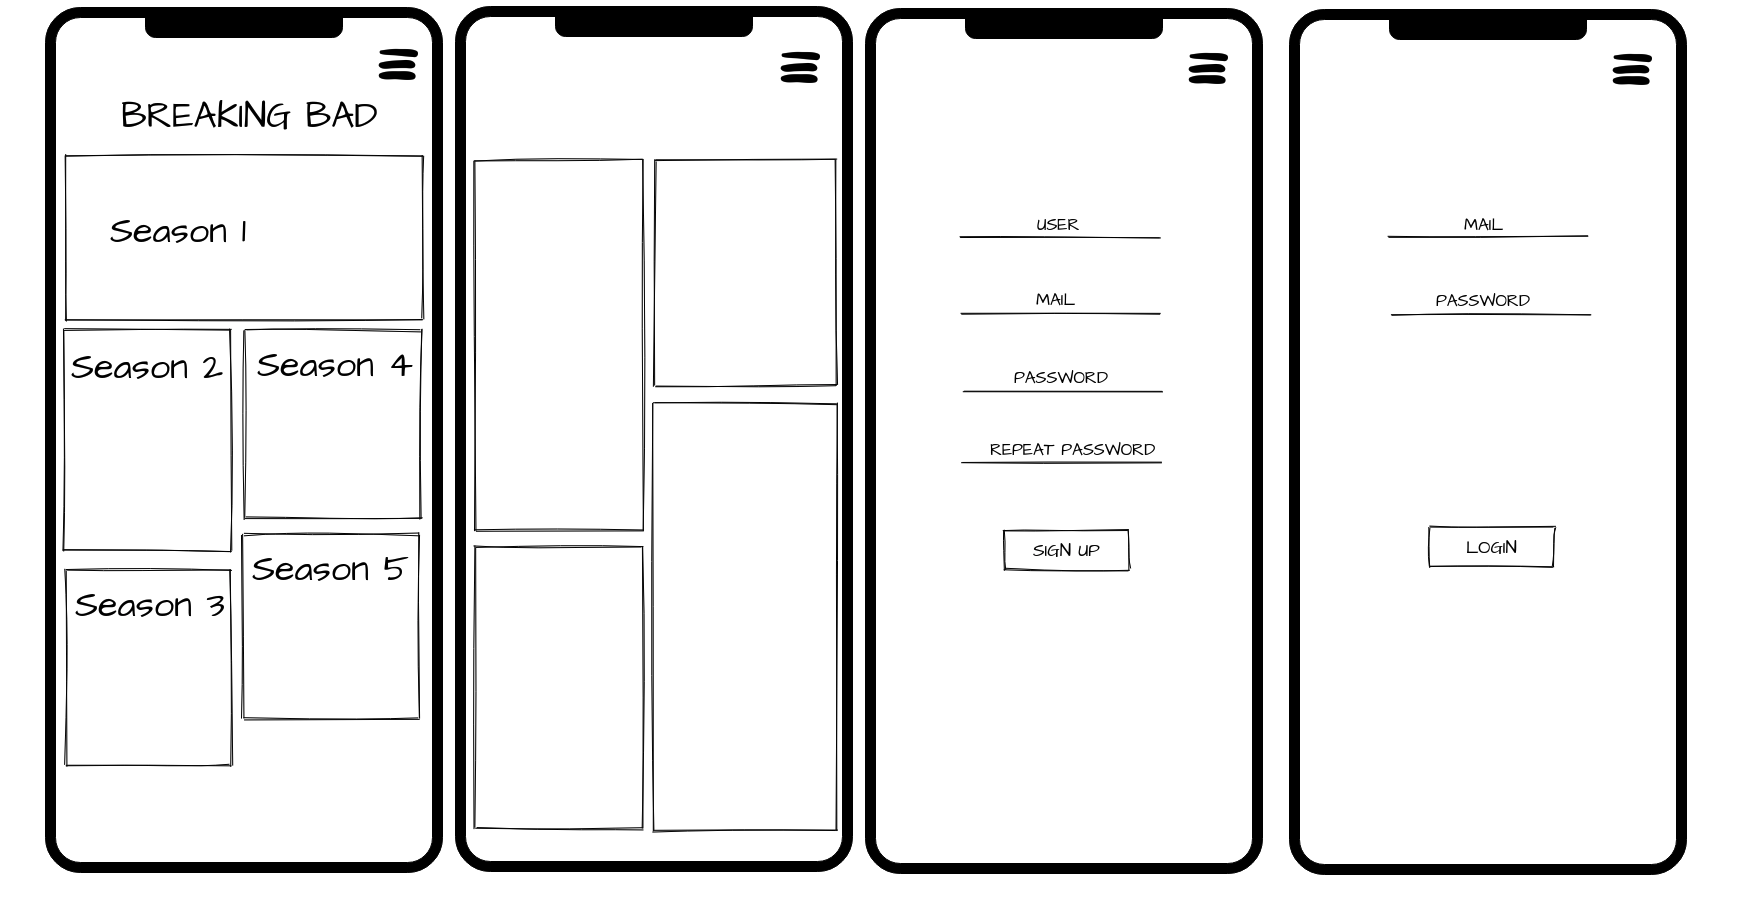 BREAKING BAD
Season 1
Season 2
Season 4
Season 3
Season 5
USER
MAIL
PASSWORD
REPEAT PASSWORD
SIGN UP
MAIL
PASSWORD
LOGIN